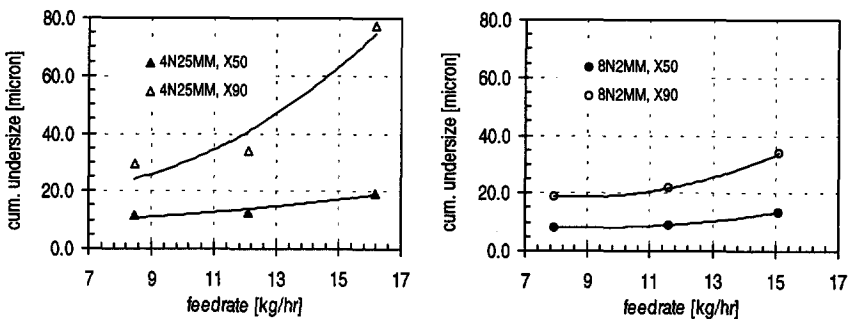 80.0
60.0
40.0
20.0
0.0
cum. undersize [micron]
4N25MM, X50
4N25MM, X90
7 9 11 13 15 17
feedrate [kg/hr]
80.0
60.0
40.0
20.0
0.0
cum. undersize [micron]
8N2MM, X50
8N2MM, X90
7 9 11 13 15 17
feedrate [kg/hr]